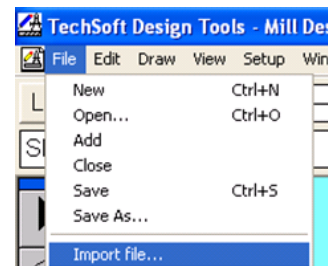 TechSoft Design Tools - Mill Des
File Edit Draw View Setup Win
New Ctrl+N
Open... Ctrl+O
Add
Close
Save Ctrl+S
Save As...
Import file...